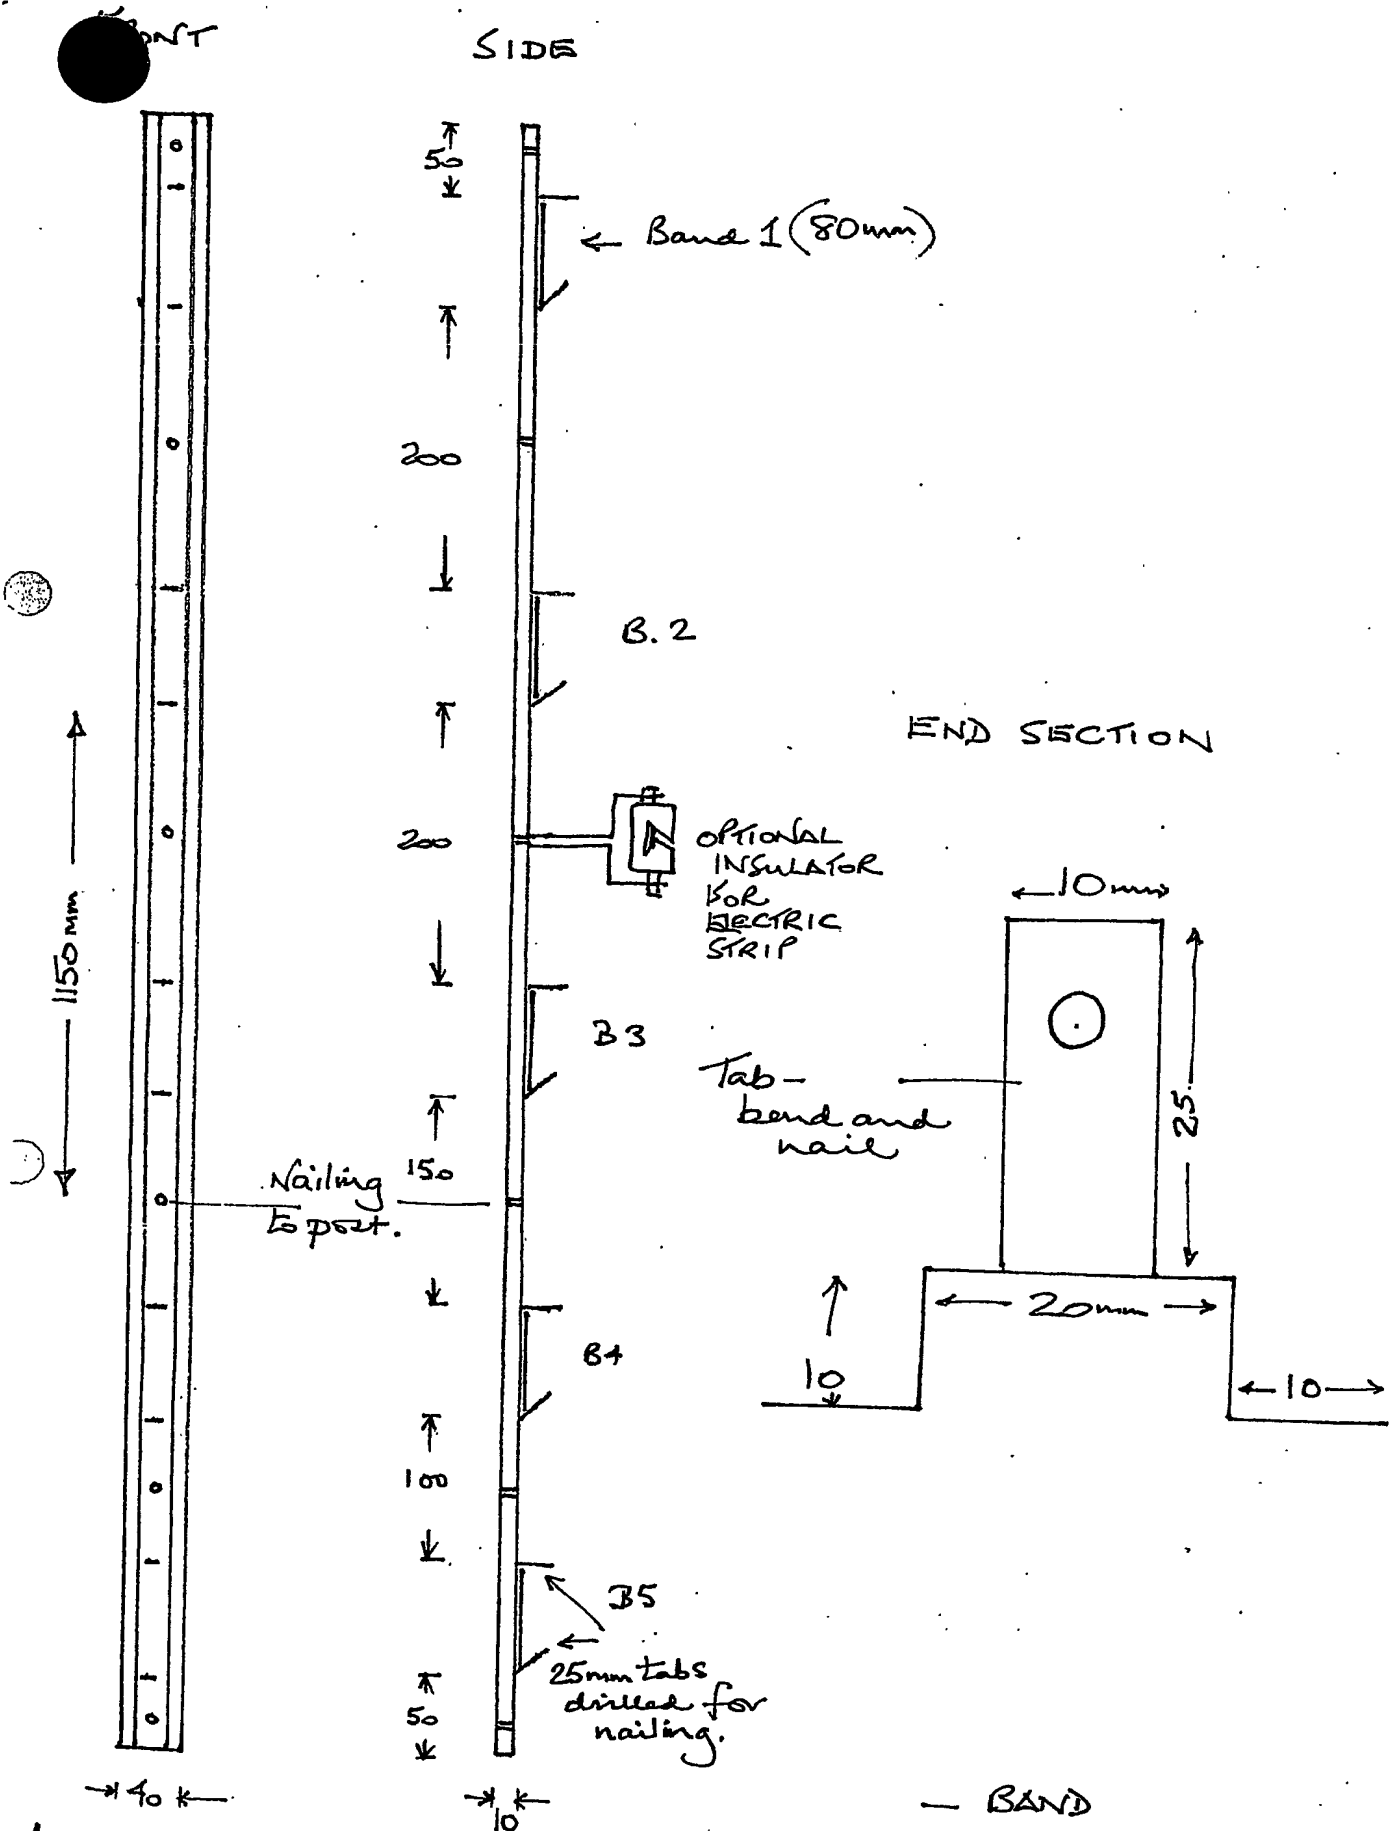 SIDE
50
Band 1 (80mm)
200
B.2
END SECTION
200
OPTIONAL
INSULATOR
FOR
ELECTRIC
STRIP
10mm
1150mm
B3
Tab -
bend and
nail
25
150
Nailing
to post.
20mm
B4
10
10
100
B5
25mm tabs
drilled for
nailing.
50
40
10
- BAND